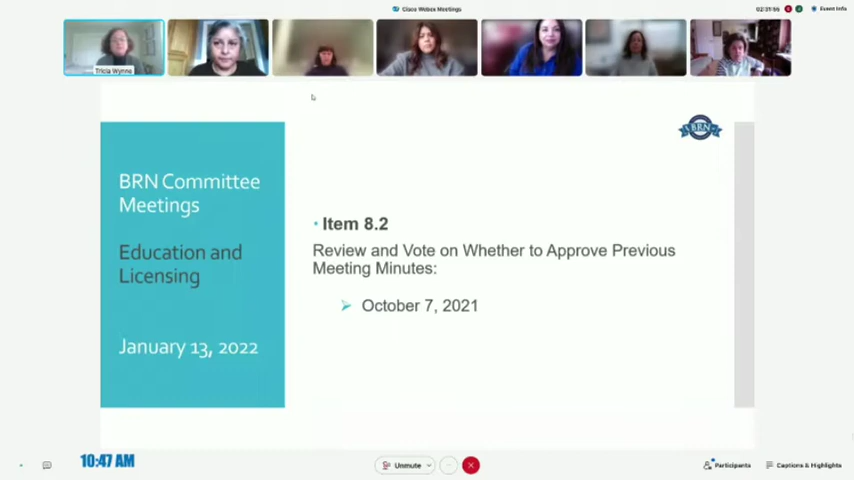 Cisco Webex Meetings
Event Info
Tricia Wynne
BRN
BRN Committee
Meetings
Education and
Licensing
January 13, 2022
• Item 8.2
Review and Vote on Whether to Approve Previous
Meeting Minutes:
➢ October 7, 2021
10:47 AM
Unmute
Participants
Captions & Highlights